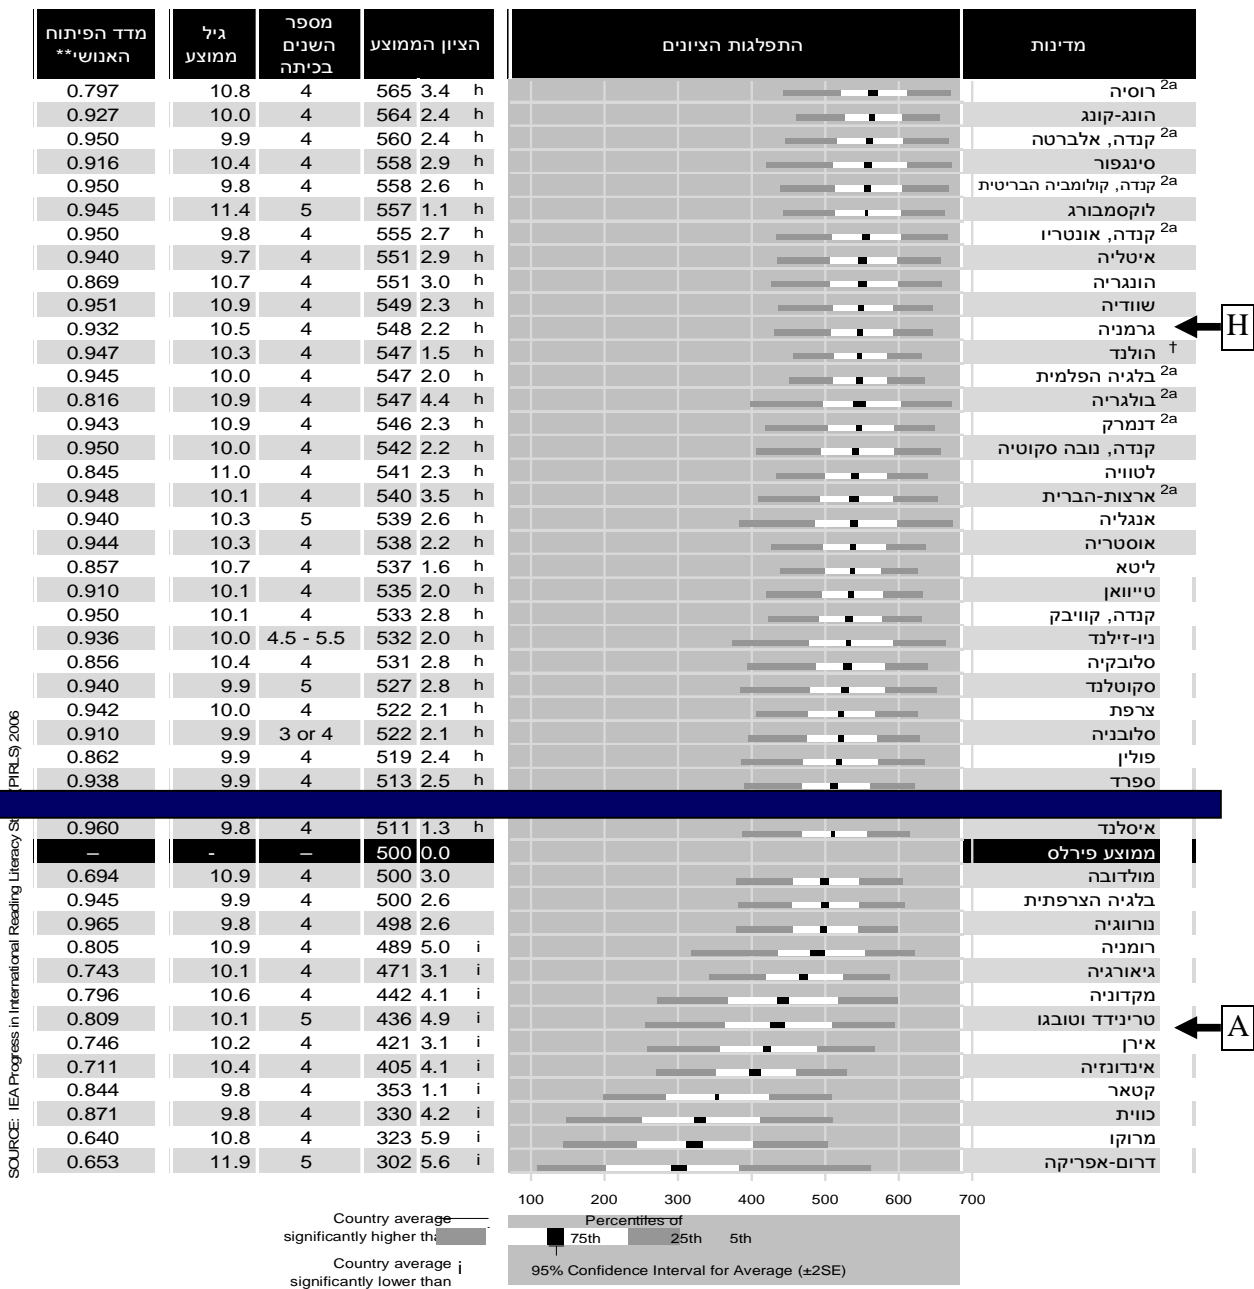 מדינות התפלגות הציונים הציון הממוצע מספר השנים בכיתה גיל ממוצע מדד הפיתוח האנושי**
2a רוסיה h 565 3.4 4 10.8 0.797
הונג-קונג h 564 2.4 4 10.0 0.927
2a קנדה, אלברטה h 560 2.4 4 9.9 0.950
סינגפור h 558 2.9 4 10.4 0.916
2a קנדה, קולומביה הבריטית h 558 2.6 4 9.8 0.950
לוקסמבורג h 557 1.1 5 11.4 0.945
2a קנדה, אונטריו h 555 2.7 4 9.8 0.950
איטליה h 551 2.9 4 9.7 0.940
הונגריה h 551 3.0 4 10.7 0.869
שוודיה h 549 2.3 4 10.9 0.951
גרמניה h 548 2.2 4 10.5 0.932
H
† הולנד h 547 1.5 4 10.3 0.947
2a בלגיה הפלמית h 547 2.0 4 10.0 0.945
2a בולגריה h 547 4.4 4 10.9 0.816
2a דנמרק h 546 2.3 4 10.9 0.943
קנדה, נובה סקוטיה h 542 2.2 4 10.0 0.950
לטוויה h 541 2.3 4 11.0 0.845
2a ארצות-הברית h 540 3.5 4 10.1 0.948
אנגליה h 539 2.6 5 10.3 0.940
אוסטריה h 538 2.2 4 10.3 0.944
ליטא h 537 1.6 4 10.7 0.857
טייוואן h 535 2.0 4 10.1 0.910
קנדה, קוויבק h 533 2.8 4 10.1 0.950
ניו-זילנד h 532 2.0 4.5 - 5.5 10.0 0.936
סלובקיה h 531 2.8 4 10.4 0.856
סקוטלנד h 527 2.8 5 9.9 0.940
צרפת h 522 2.1 4 10.0 0.942
סלובניה h 522 2.1 3 or 4 9.9 0.910
פולין h 519 2.4 4 9.9 0.862
ספרד h 513 2.5 4 9.9 0.938
איסלנד h 511 1.3 4 9.8 0.960
ממוצע פירלס 500 0.0 – - –
מולדובה 500 3.0 4 10.9 0.694
בלגיה הצרפתית 500 2.6 4 9.9 0.945
נורווגיה 498 2.6 4 9.8 0.965
רומניה i 489 5.0 4 10.9 0.805
גיאורגיה i 471 3.1 4 10.1 0.743
מקדוניה i 442 4.1 4 10.6 0.796
טרינידד וטובגו i 436 4.9 5 10.1 0.809
A
אירן i 421 3.1 4 10.2 0.746
אינדונזיה i 405 4.1 4 10.4 0.711
קטאר i 353 1.1 4 9.8 0.844
כווית i 330 4.2 4 9.8 0.871
מרוקו i 323 5.9 4 10.8 0.640
דרום-אפריקה i 302 5.6 5 11.9 0.653
100 200 300 400 500 600 700
Country average
significantly higher
Country average i
significantly lower than
Percentiles of
75th 25th 5th
95% Confidence Interval for Average (±2SE)
SOURCE: IEA Progress in International Reading Literacy (PIRLS) 2006